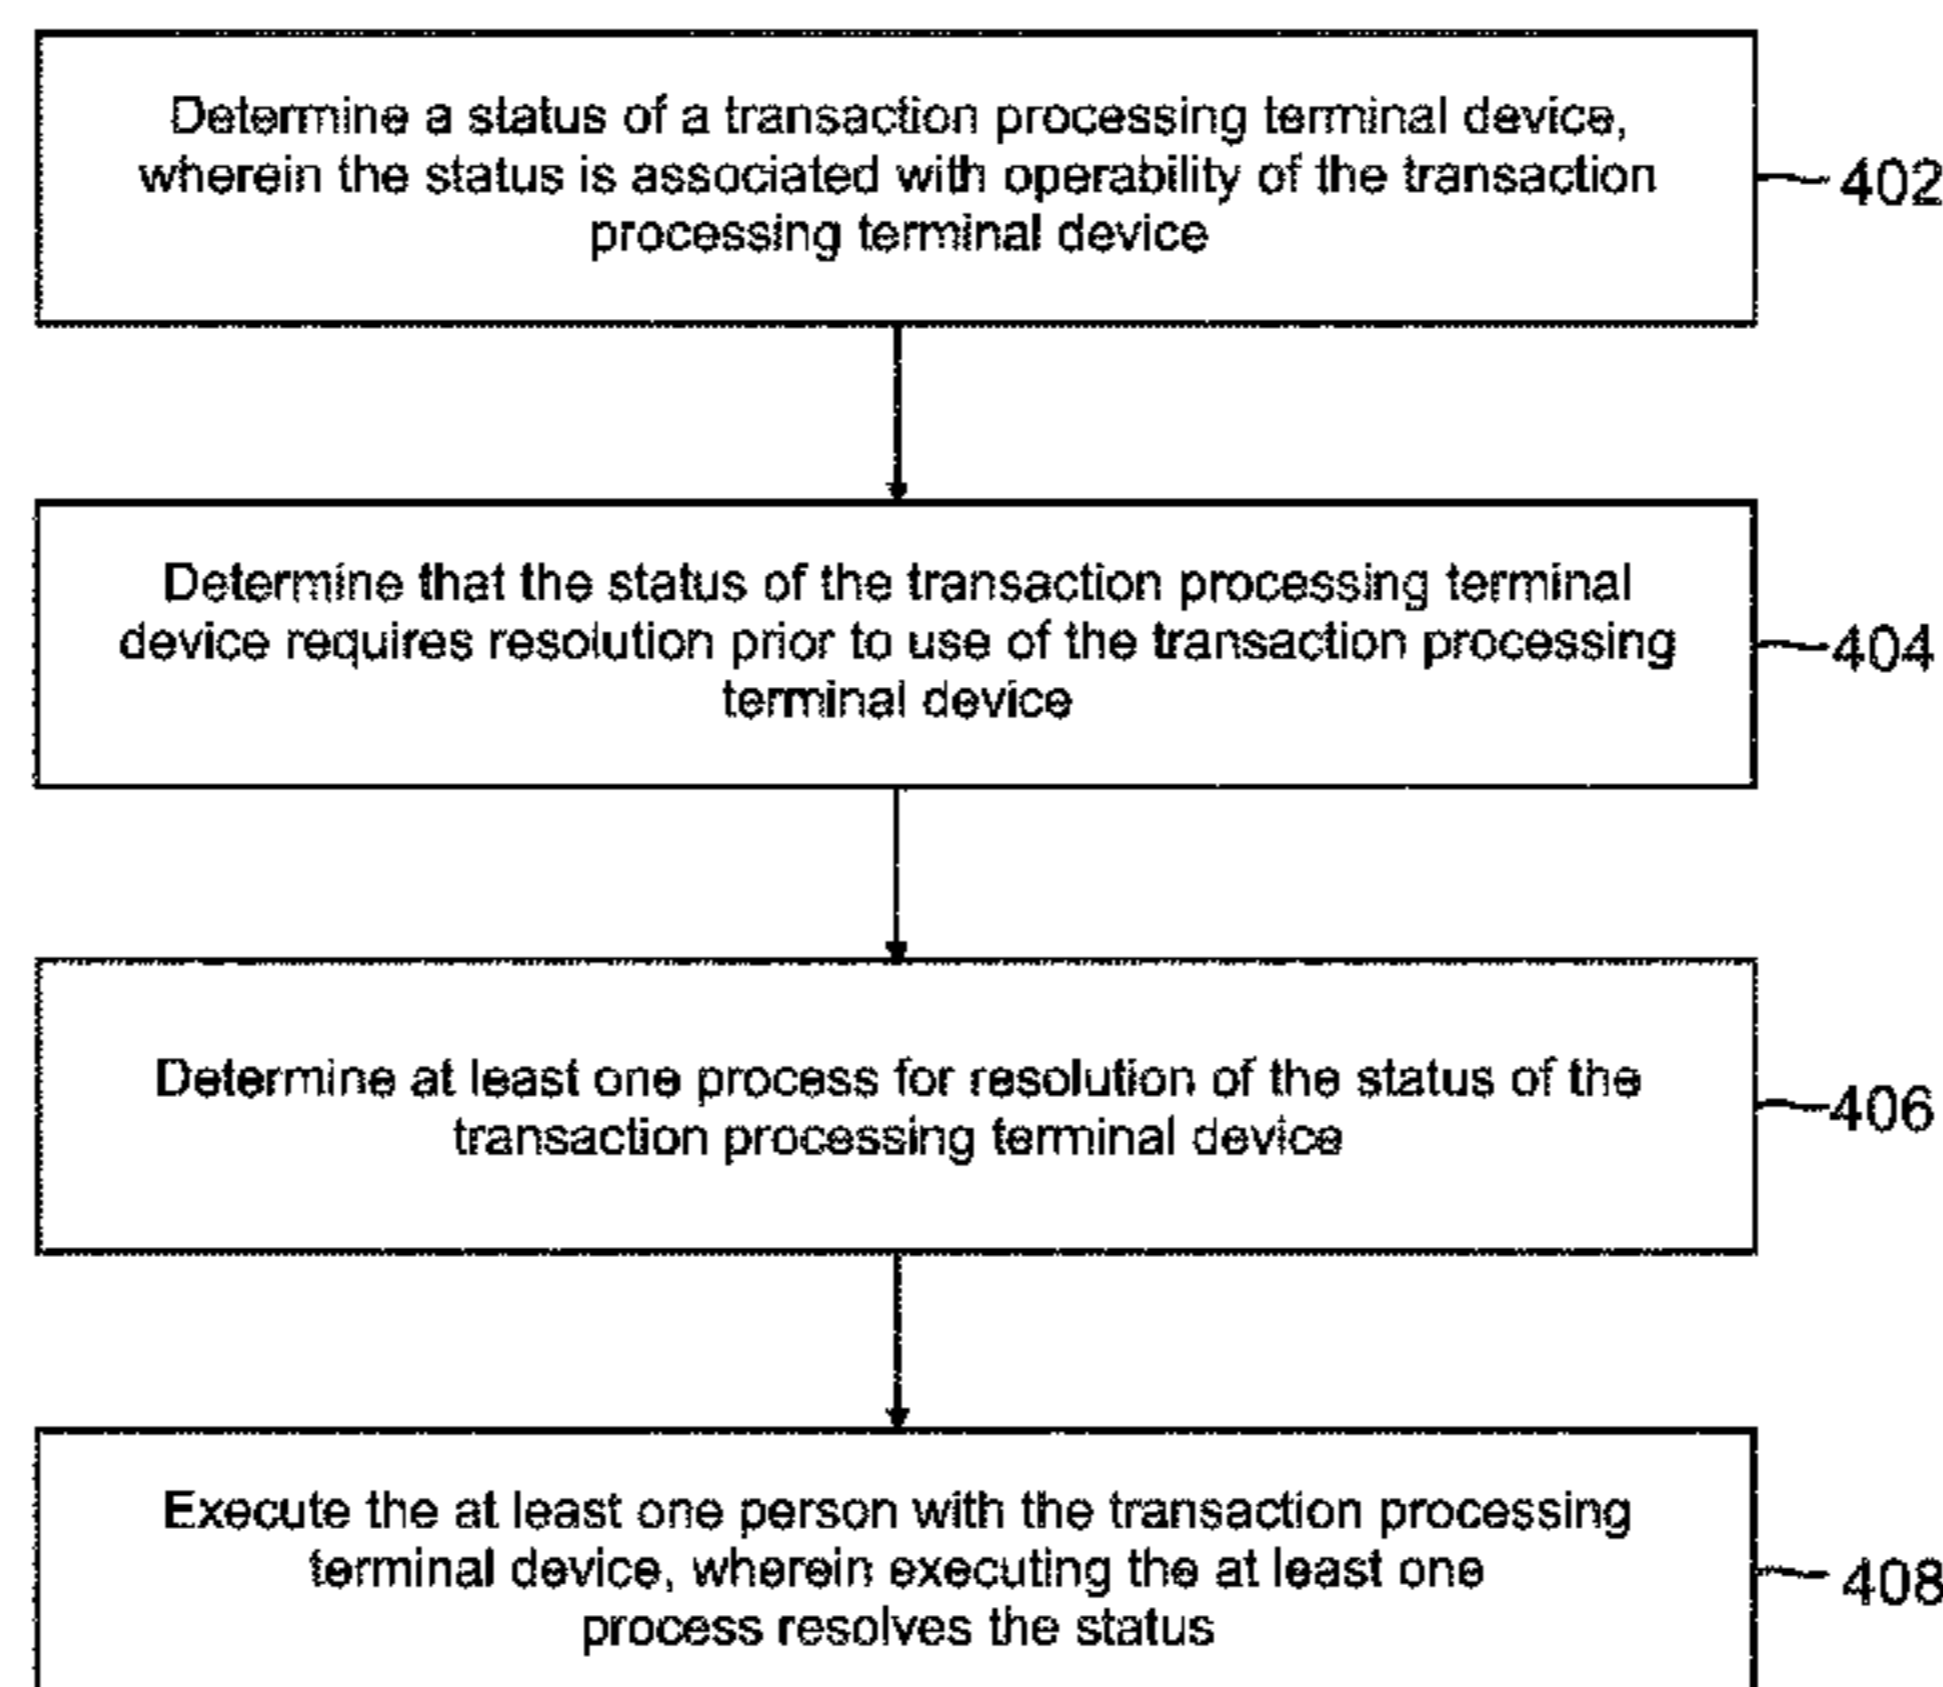 Determine a status of a transaction processing terminal device,
wherein the status is associated with operability of the transaction
processing terminal device
402
Determine that the status of the transaction processing terminal
device requires resolution prior to use of the transaction processing
terminal device
404
Determine at least one process for resolution of the status of the
transaction processing terminal device
406
Execute the at least one person with the transaction processing
terminal device, wherein executing the at least one
process resolves the status
408